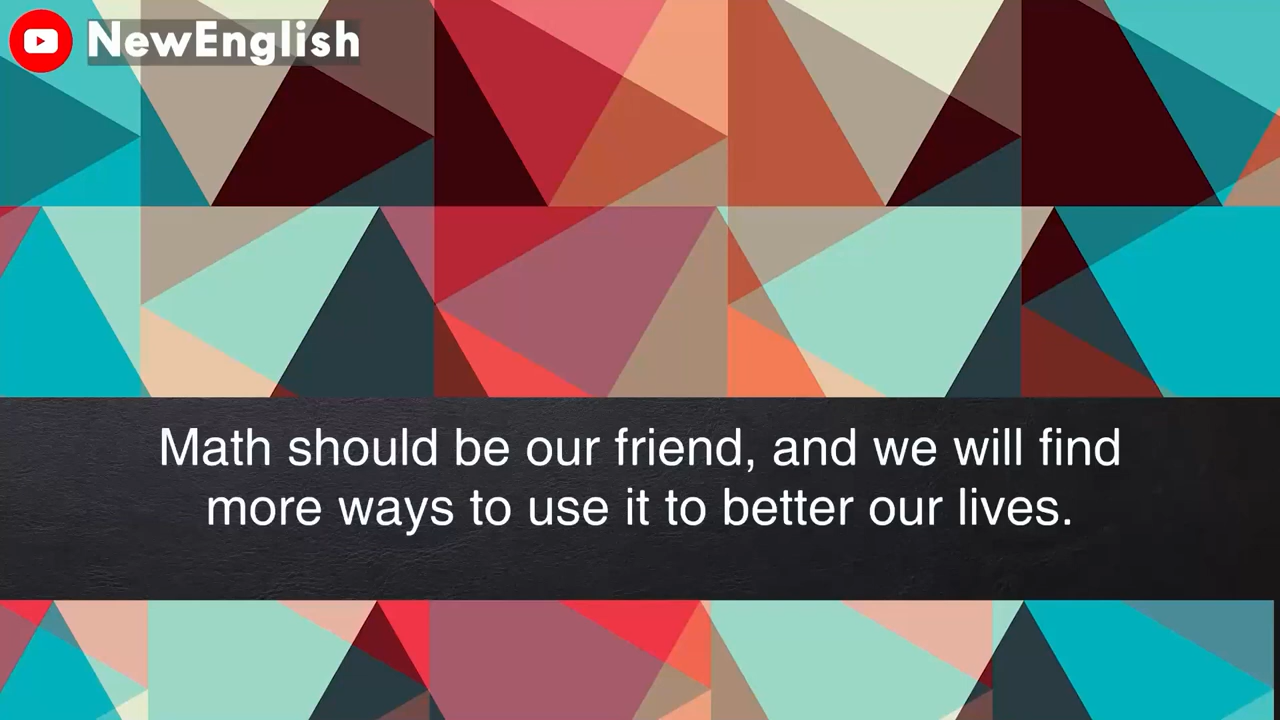 NewEnglish
Math should be our friend, and we will find
more ways to use it to better our lives.